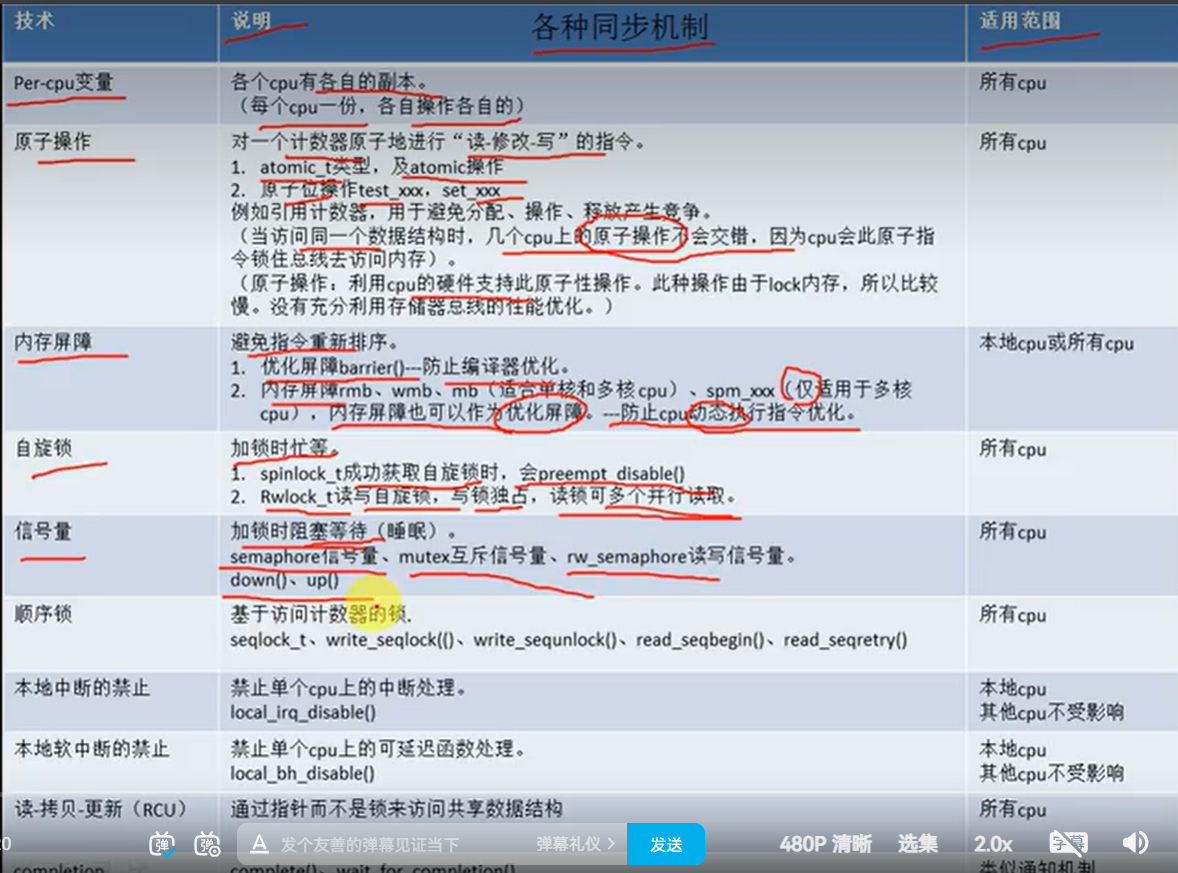 技术 说明 各种同步机制 适用范围
Per-cpu变量 各个cpu有各自的副本。 所有cpu
（每个cpu一份，各自操作各自的）
原子操作 对一个计数器原子地进行“读-修改-写”的指令。 所有cpu
1. atomic_t类型，及atomic操作
2. 原子位操作test_xxx，set_xxx
例如引用计数器，用于避免分配、操作、释放产生竞争。
（当访问同一个数据结构时，几个cpu上的原子操作不会交错，因为cpu会此原子指
令锁住总线去访问内存）。
（原子操作：利用cpu的硬件支持此原子性操作。此种操作由于lock内存，所以比较
慢。没有充分利用存储器总线的性能优化。）
内存屏障 避免指令重新排序。 本地cpu或所有cpu
1. 优化屏障barrier()---防止编译器优化。
2. 内存屏障rmb、wmb、mb（适合单核和多核cpu）、spm_xxx（仅适用于多核
cpu），内存屏障也可以作为优化屏障。---防止cpu动态执行指令优化。
自旋锁 加锁时忙等。 所有cpu
1. spinlock_t成功获取自旋锁时，会preempt_disable()
2. Rwlock_t读写自旋锁，写锁独占，读锁可多个并行读取。
信号量 加锁时阻塞等待（睡眠）。 所有cpu
semaphore信号量、mutex互斥信号量、rw_semaphore读写信号量。
down()、up()
顺序锁 基于访问计数器的锁. 所有cpu
seqlock_t、write_seqlock(()、write_sequnlock()、read_seqbegin()、read_seqretry()
本地中断的禁止 禁止单个cpu上的中断处理。 本地cpu
local_irq_disable() 其他cpu不受影响
本地软中断的禁止 禁止单个cpu上的可延迟函数处理。 本地cpu
local_bh_disable() 其他cpu不受影响
读-拷贝-更新（RCU） 通过指针而不是锁来访问共享数据结构 所有cpu
弹 弹 A 发个友善的弹幕见证当下 弹幕礼仪 > 发送 480P 清晰 选集 2.0x 字幕
completion complete()、wait_for_completion() 类似通知机制